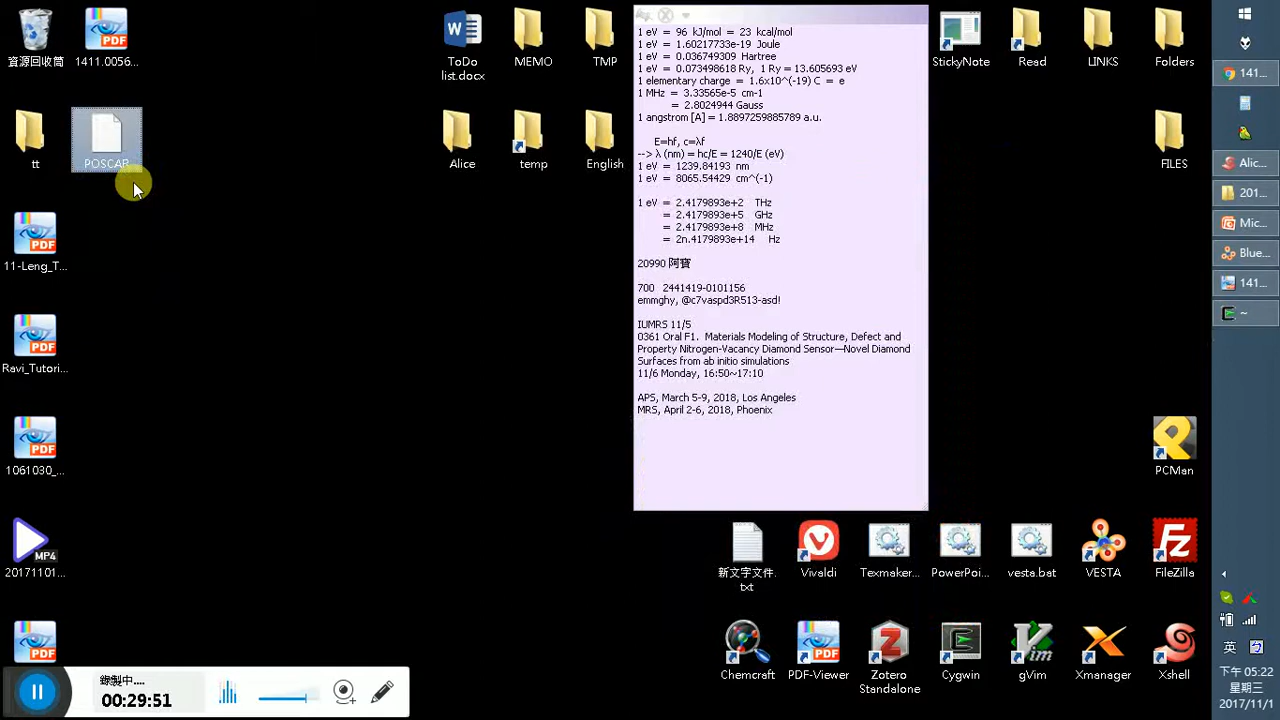 資源回收筒
1411.0056...
ToDo
list.docx
MEMO
TMP
StickyNote
Read
LINKS
Folders
tt
POSCAR
Alice
temp
English
FILES
11-Leng_T...
Ravi_Tutori...
1061030_...
MP4
20171101...
1 eV = 96 kJ/mol = 23 kcal/mol
1 eV = 1.60217733e-19 Joule
1 eV = 0.036749309 Hartree
1 eV = 0.073498618 Ry, 1 Ry = 13.605693 eV
1 elementary charge = 1.6x10^(-19) C = e
1 MHz = 3.33565e-5 cm-1
= 2.8024944 Gauss
1 angstrom [A] = 1.8897259885789 a.u.
E=hf, c=λf
--> λ (nm) = hc/E = 1240/E (eV)
1 eV = 1239.84193 nm
1 eV = 8065.54429 cm^(-1)
1 eV = 2.4179893e+2 THz
= 2.4179893e+5 GHz
= 2.4179893e+8 MHz
= 2n.4179893e+14 Hz
20990 阿寶
700 2441419-0101156
emmghy, @c7vaspd3R513-asd!
IUMRS 11/5
0361 Oral F1. Materials Modeling of Structure, Defect and
Property Nitrogen-Vacancy Diamond Sensor—Novel Diamond
Surfaces from ab initio simulations
11/6 Monday, 16:50~17:10
APS, March 5-9, 2018, Los Angeles
MRS, April 2-6, 2018, Phoenix
PCMan
新文字文件.
txt
Vivaldi
Texmaker...
PowerPoi...
vesta.bat
VESTA
FileZilla
Chemcraft
PDF-Viewer
Zotero
Standalone
Cygwin
gVim
Xmanager
Xshell
錄製中....
00:29:51
141...
Alic...
201...
Mic...
Blue...
141...
~
英
下午 05:22
星期三
2017/11/1